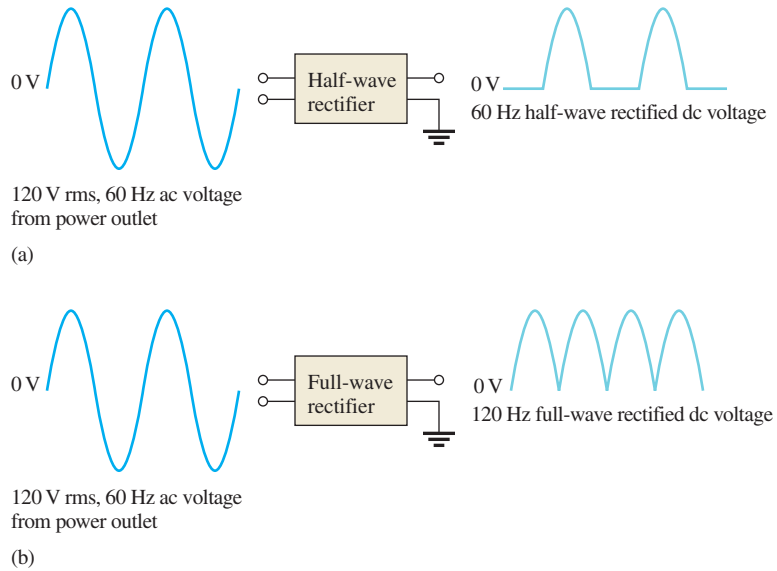 0 V
Half-wave
rectifier
0 V
60 Hz half-wave rectified dc voltage
120 V rms, 60 Hz ac voltage
from power outlet
(a)
0 V
Full-wave
rectifier
0 V
120 Hz full-wave rectified dc voltage
120 V rms, 60 Hz ac voltage
from power outlet
(b)